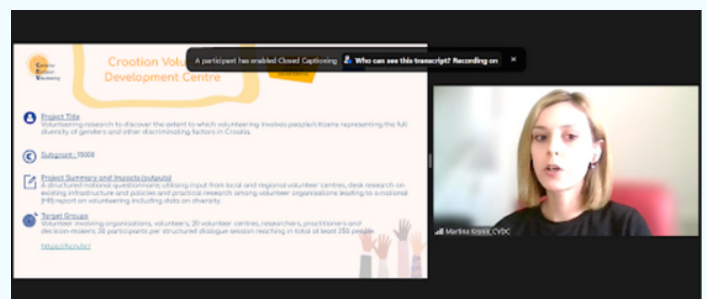 A participant has enabled Closed Captioning Who can see this transcript? Recording on
Croatian Vol
Development Centre
Project Title
Volunteering research to discover the extent to which volunteering involves people/citizens representing the full
diversity of genders and other discriminating factors in Croatia.
Subgrant: 15000
Project Summary and Impacts (outputs)
A structured national questionnaire; utilising input from local and regional volunteer centres, desk research on
existing infrastructure and policies and practical research among volunteer organisations leading to a national
(HR) report on volunteering including data on diversity.
Target Groups
Volunteer involving organisations, volunteers, 20 volunteer centres, researchers, practitioners and
decision-makers; 30 participants per structured dialogue session reaching in total at least 250 people.
Martina
CVDC